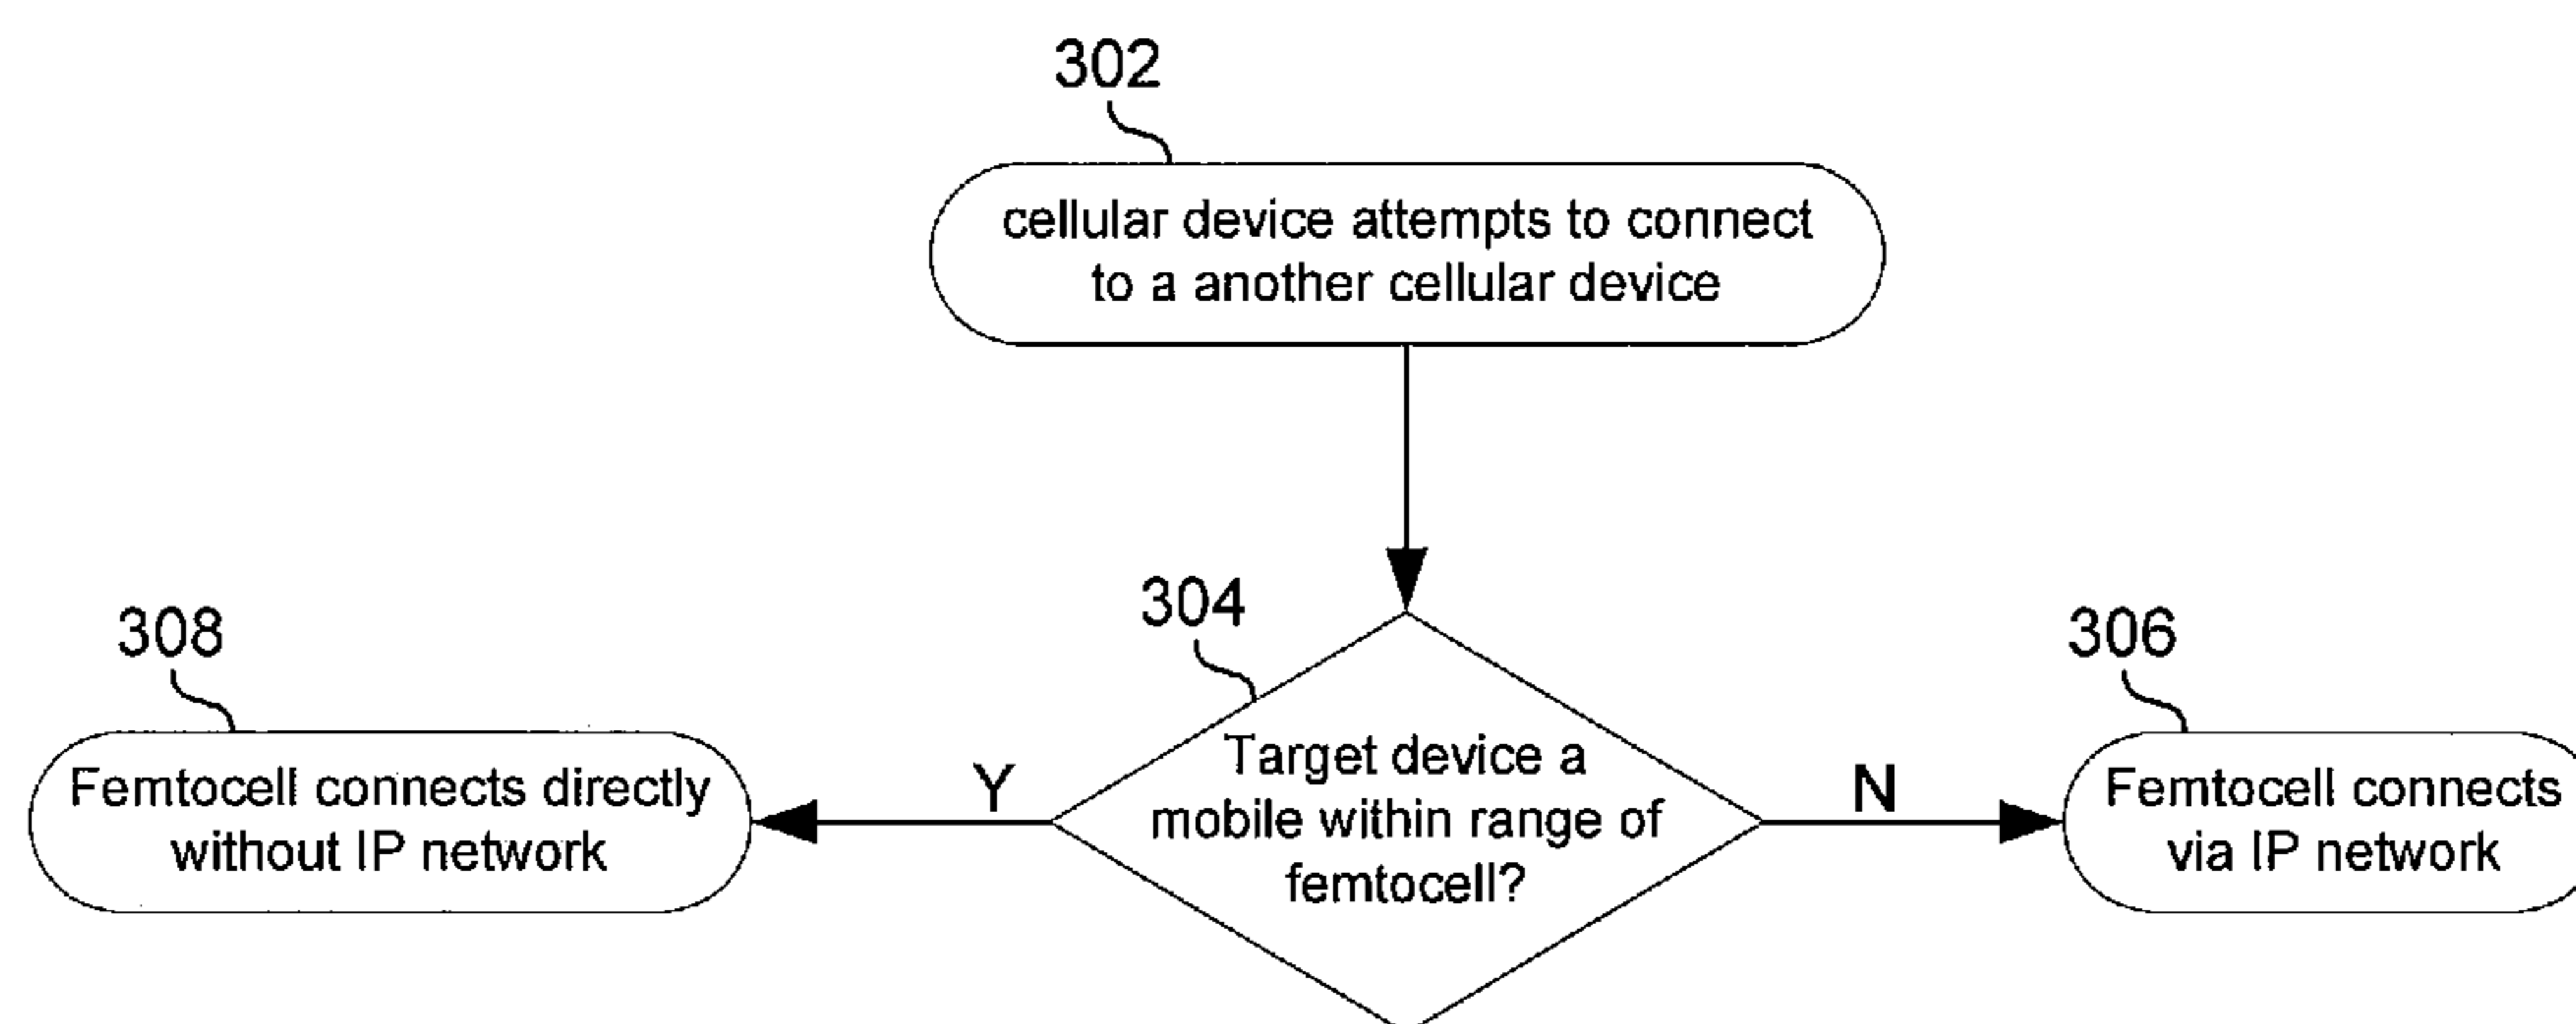 302
cellular device attempts to connect
to a another cellular device
304
308
306
Target device a
mobile within range of
femtocell?
Y
N
Femtocell connects directly
without IP network
Femtocell connects
via IP network